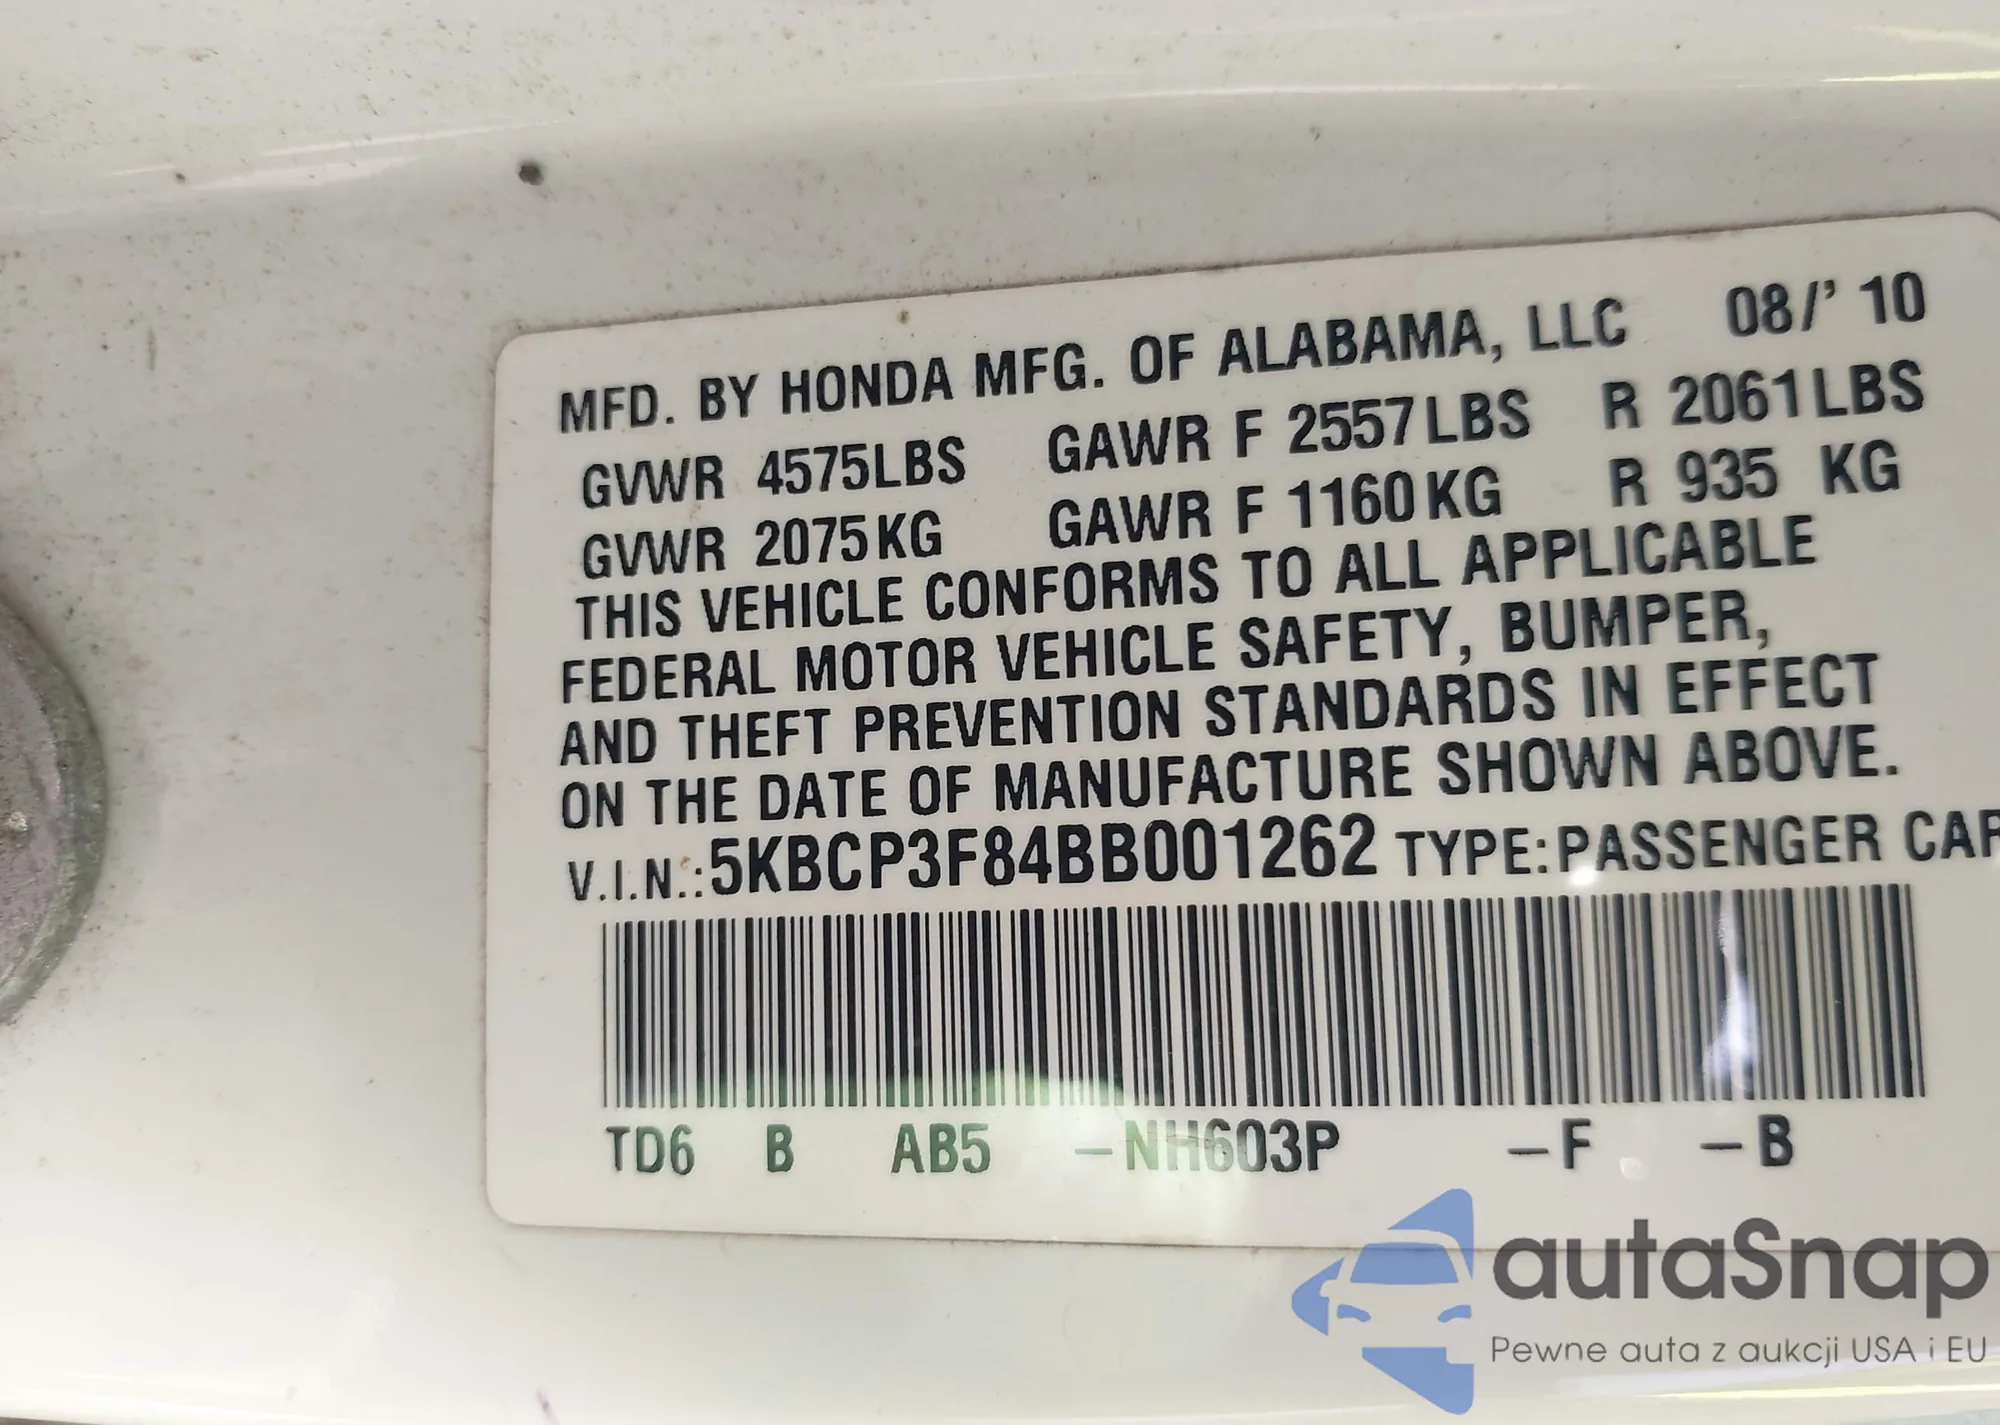 MFD. BY HONDA MFG. OF ALABAMA, LLC 08/' 10
GVWR 4575LBS GAWR F 2557LBS R 2061LBS
GVWR 2075KG GAWR F 1160KG R 935 KG
THIS VEHICLE CONFORMS TO ALL APPLICABLE
FEDERAL MOTOR VEHICLE SAFETY, BUMPER,
AND THEFT PREVENTION STANDARDS IN EFFECT
ON THE DATE OF MANUFACTURE SHOWN ABOVE.
V.I.N.:5KBCP3F84BB001262 TYPE:PASSENGER CAR
TD6 B AB5 -NH603P -F -B
autaSnap
Pewne auta z aukcji USA i EU